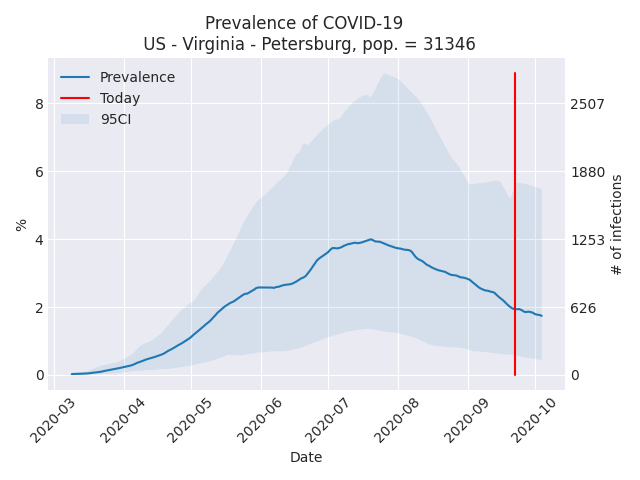 Prevalence of COVID-19
US - Virginia - Petersburg, pop. = 31346
Prevalence
Today
95CI
8
6
4
2
0
%
2507
1880
1253
626
0
# of infections
2020-03
2020-04
2020-05
2020-06
2020-07
2020-08
2020-09
2020-10
Date